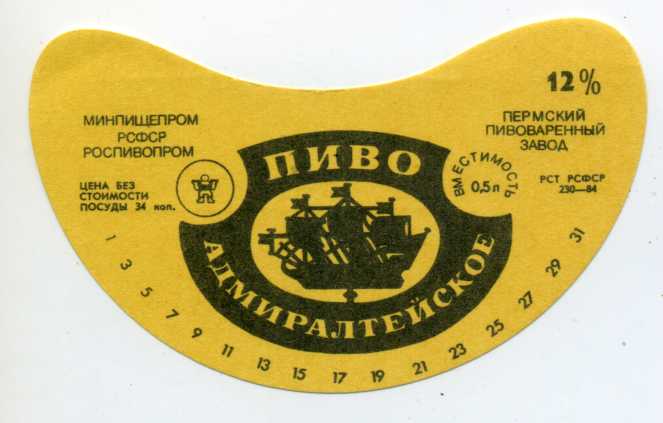 12%
МИНПИЩЕПРОМ
РСФСР
РОСПИВОПРОМ
ПЕРМСКИЙ
ПИВОВАРЕННЫЙ
ЗАВОД
ЦЕНА БЕЗ
СТОИМОСТИ
ПОСУДЫ 34 коп.
ПИВО
АДМИРАЛТЕЙСКОЕ
ВМЕСТИМОСТЬ
0,5 л
РСТ РСФСР
230—84
1 3 5 7 9 11 13 15 17 19 21 23 25 27 29 31